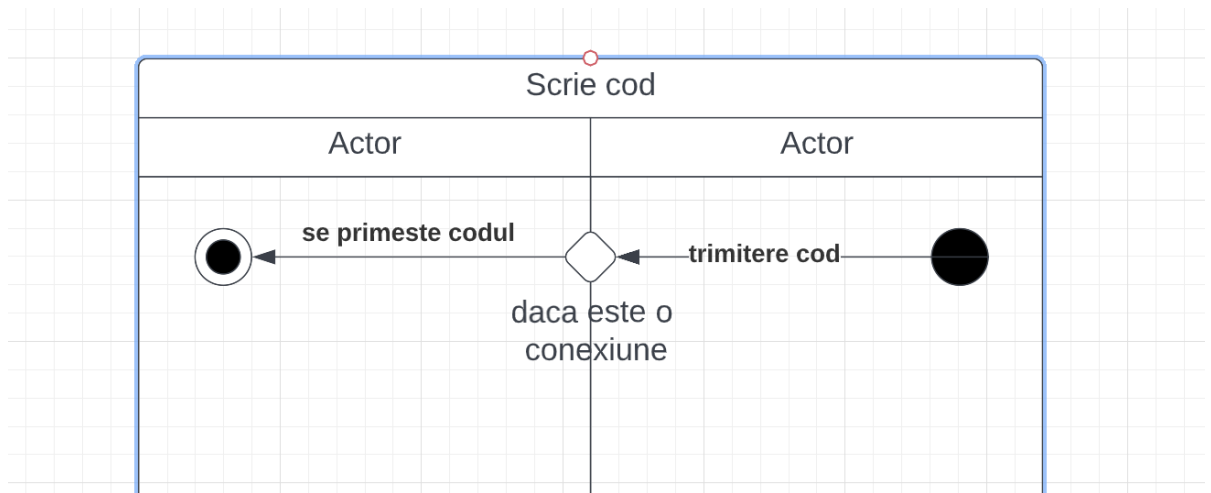 Scrie cod
Actor
Actor
se primeste codul
trimitere cod
daca este o
conexiune